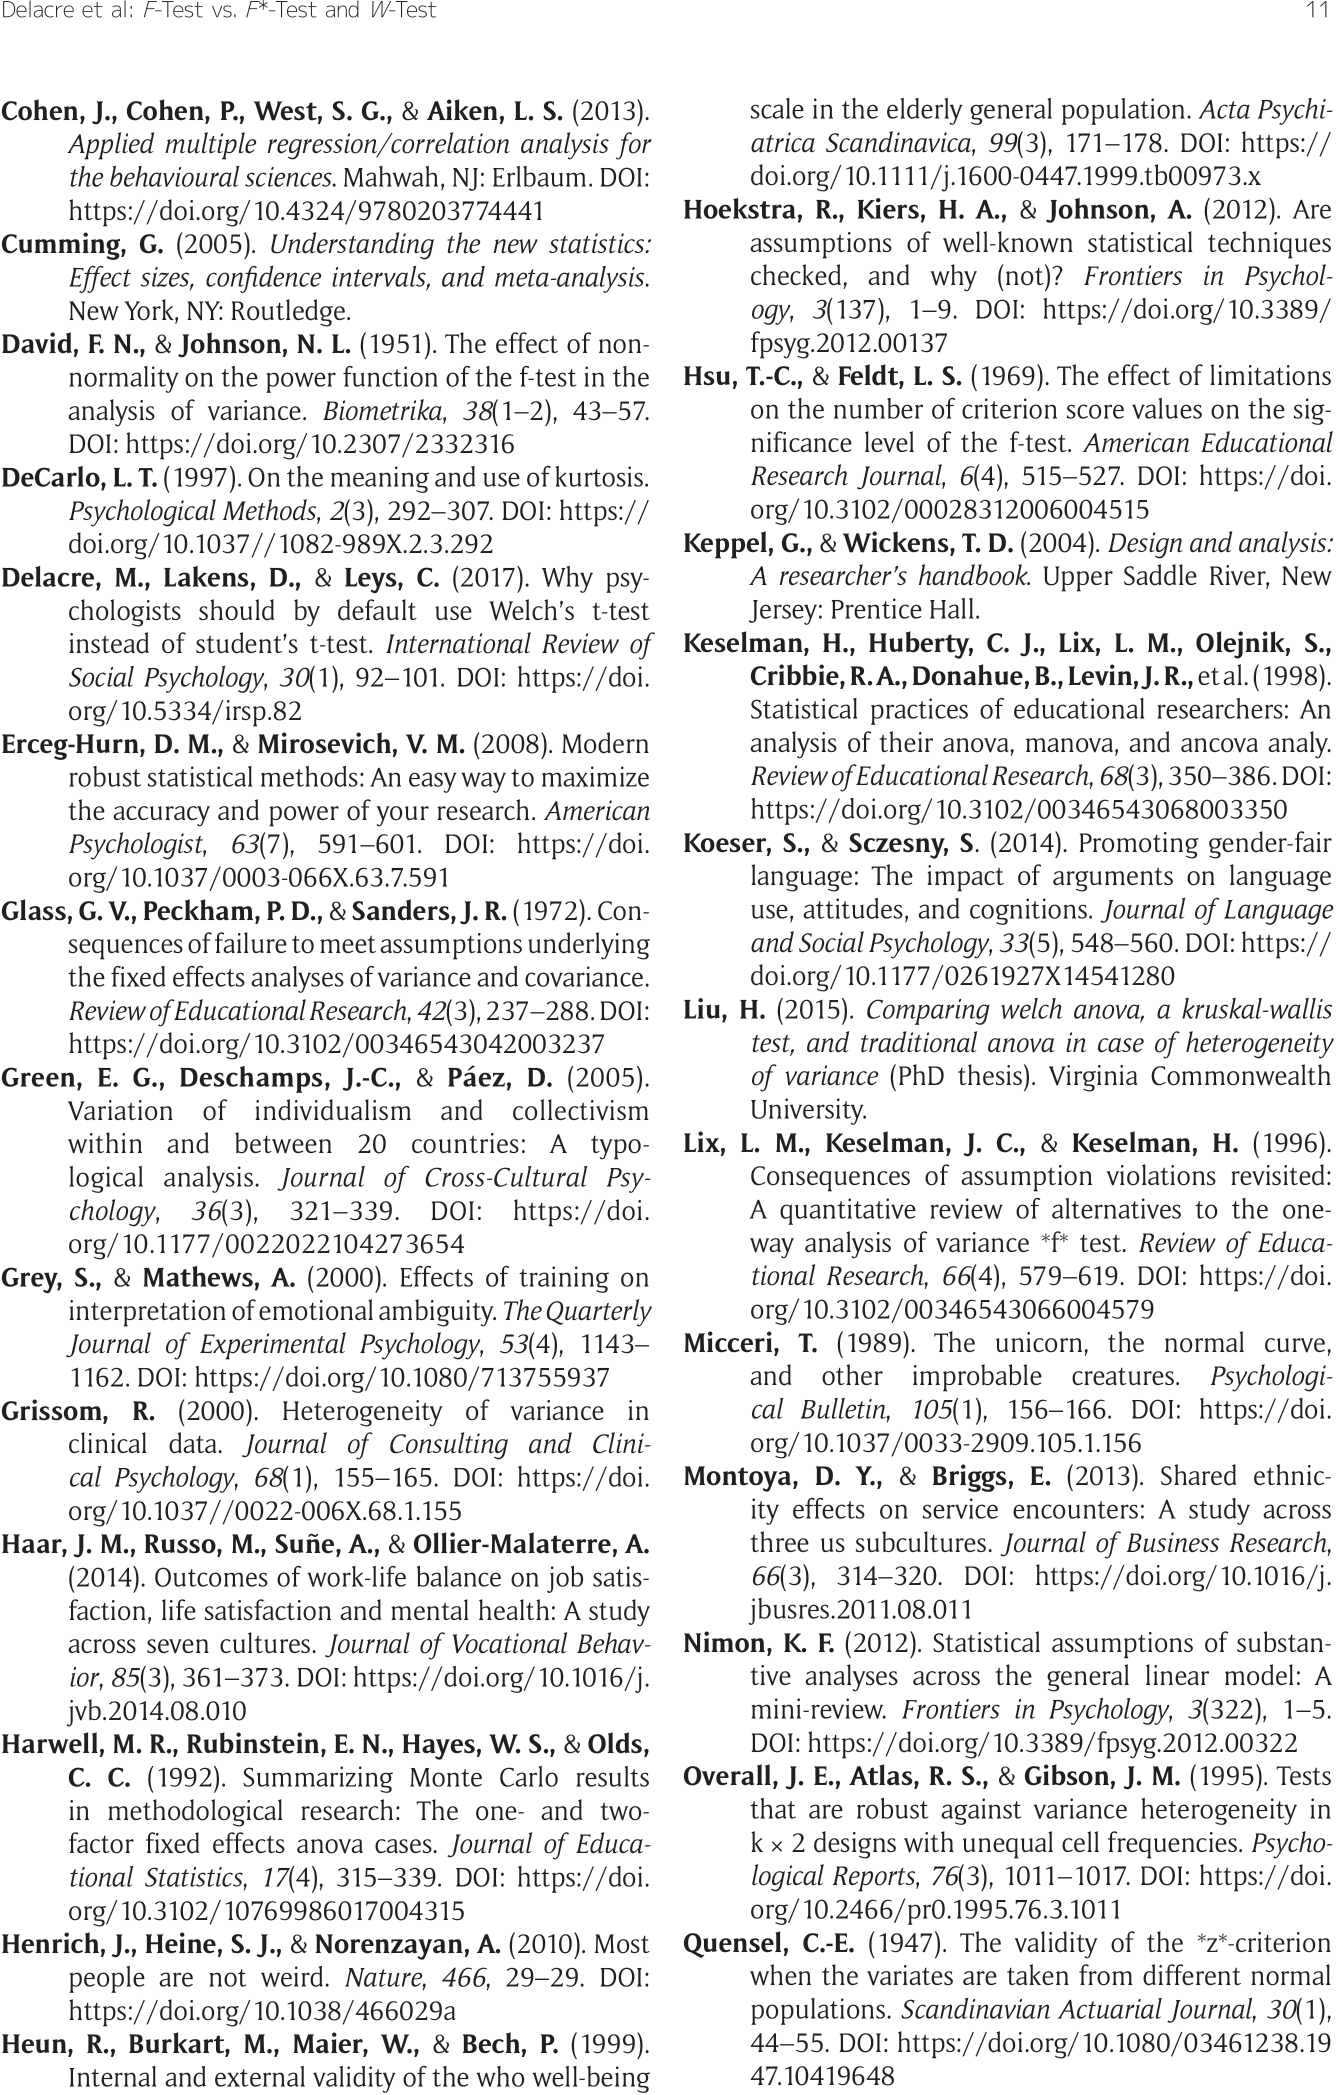 Delacre et al: F-Test vs. F*-Test and W-Test
11
Cohen, J., Cohen, P., West, S. G., & Aiken, L. S. (2013).
Applied multiple regression/correlation analysis for
the behavioural sciences. Mahwah, NJ: Erlbaum. DOI:
https://doi.org/10.4324/9780203774441
Cumming, G. (2005). Understanding the new statistics:
Effect sizes, confidence intervals, and meta-analysis.
New York, NY: Routledge.
David, F. N., & Johnson, N. L. (1951). The effect of non-
normality on the power function of the f-test in the
analysis of variance. Biometrika, 38(1–2), 43–57.
DOI: https://doi.org/10.2307/2332316
DeCarlo, L. T. (1997). On the meaning and use of kurtosis.
Psychological Methods, 2(3), 292–307. DOI: https://
doi.org/10.1037//1082-989X.2.3.292
Delacre, M., Lakens, D., & Leys, C. (2017). Why psy-
chologists should by default use Welch's t-test
instead of student's t-test. International Review of
Social Psychology, 30(1), 92–101. DOI: https://doi.
org/10.5334/irsp.82
Erceg-Hurn, D. M., & Mirosevich, V. M. (2008). Modern
robust statistical methods: An easy way to maximize
the accuracy and power of your research. American
Psychologist, 63(7), 591–601. DOI: https://doi.
org/10.1037/0003-066X.63.7.591
Glass, G. V., Peckham, P. D., & Sanders, J. R. (1972). Con-
sequences of failure to meet assumptions underlying
the fixed effects analyses of variance and covariance.
Review of Educational Research, 42(3), 237–288. DOI:
https://doi.org/10.3102/00346543042003237
Green, E. G., Deschamps, J.-C., & Páez, D. (2005).
Variation of individualism and collectivism
within and between 20 countries: A typo-
logical analysis. Journal of Cross-Cultural Psy-
chology, 36(3), 321–339. DOI: https://doi.
org/10.1177/0022022104273654
Grey, S., & Mathews, A. (2000). Effects of training on
interpretation of emotional ambiguity. The Quarterly
Journal of Experimental Psychology, 53(4), 1143–
1162. DOI: https://doi.org/10.1080/713755937
Grissom, R. (2000). Heterogeneity of variance in
clinical data. Journal of Consulting and Clini-
cal Psychology, 68(1), 155–165. DOI: https://doi.
org/10.1037//0022-006X.68.1.155
Haar, J. M., Russo, M., Suñe, A., & Ollier-Malaterre, A.
(2014). Outcomes of work-life balance on job satis-
faction, life satisfaction and mental health: A study
across seven cultures. Journal of Vocational Behav-
ior, 85(3), 361–373. DOI: https://doi.org/10.1016/j.
jvb.2014.08.010
Harwell, M. R., Rubinstein, E. N., Hayes, W. S., & Olds,
C. C. (1992). Summarizing Monte Carlo results
in methodological research: The one- and two-
factor fixed effects anova cases. Journal of Educa-
tional Statistics, 17(4), 315–339. DOI: https://doi.
org/10.3102/10769986017004315
Henrich, J., Heine, S. J., & Norenzayan, A. (2010). Most
people are not weird. Nature, 466, 29–29. DOI:
https://doi.org/10.1038/466029a
Heun, R., Burkart, M., Maier, W., & Bech, P. (1999).
Internal and external validity of the who well-being
scale in the elderly general population. Acta Psychi-
atrica Scandinavica, 99(3), 171–178. DOI: https://
doi.org/10.1111/j.1600-0447.1999.tb00973.x
Hoekstra, R., Kiers, H. A., & Johnson, A. (2012). Are
assumptions of well-known statistical techniques
checked, and why (not)? Frontiers in Psychol-
ogy, 3(137), 1–9. DOI: https://doi.org/10.3389/
fpsyg.2012.00137
Hsu, T.-C., & Feldt, L. S. (1969). The effect of limitations
on the number of criterion score values on the sig-
nificance level of the f-test. American Educational
Research Journal, 6(4), 515–527. DOI: https://doi.
org/10.3102/00028312006004515
Keppel, G., & Wickens, T. D. (2004). Design and analysis:
A researcher's handbook. Upper Saddle River, New
Jersey: Prentice Hall.
Keselman, H., Huberty, C. J., Lix, L. M., Olejnik, S.,
Cribbie, R. A., Donahue, B., Levin, J. R., et al. (1998).
Statistical practices of educational researchers: An
analysis of their anova, manova, and ancova analy.
Review of Educational Research, 68(3), 350–386. DOI:
https://doi.org/10.3102/00346543068003350
Koeser, S., & Sczesny, S. (2014). Promoting gender-fair
language: The impact of arguments on language
use, attitudes, and cognitions. Journal of Language
and Social Psychology, 33(5), 548–560. DOI: https://
doi.org/10.1177/0261927X14541280
Liu, H. (2015). Comparing welch anova, a kruskal-wallis
test, and traditional anova in case of heterogeneity
of variance (PhD thesis). Virginia Commonwealth
University.
Lix, L. M., Keselman, J. C., & Keselman, H. (1996).
Consequences of assumption violations revisited:
A quantitative review of alternatives to the one-
way analysis of variance *f* test. Review of Educa-
tional Research, 66(4), 579–619. DOI: https://doi.
org/10.3102/00346543066004579
Micceri, T. (1989). The unicorn, the normal curve,
and other improbable creatures. Psychologi-
cal Bulletin, 105(1), 156–166. DOI: https://doi.
org/10.1037/0033-2909.105.1.156
Montoya, D. Y., & Briggs, E. (2013). Shared ethnic-
ity effects on service encounters: A study across
three us subcultures. Journal of Business Research,
66(3), 314–320. DOI: https://doi.org/10.1016/j.
jbusres.2011.08.011
Nimon, K. F. (2012). Statistical assumptions of substan-
tive analyses across the general linear model: A
mini-review. Frontiers in Psychology, 3(322), 1–5.
DOI: https://doi.org/10.3389/fpsyg.2012.00322
Overall, J. E., Atlas, R. S., & Gibson, J. M. (1995). Tests
that are robust against variance heterogeneity in
k × 2 designs with unequal cell frequencies. Psycho-
logical Reports, 76(3), 1011–1017. DOI: https://doi.
org/10.2466/pr0.1995.76.3.1011
Quensel, C.-E. (1947). The validity of the *z*-criterion
when the variates are taken from different normal
populations. Scandinavian Actuarial Journal, 30(1),
44–55. DOI: https://doi.org/10.1080/03461238.19
47.10419648